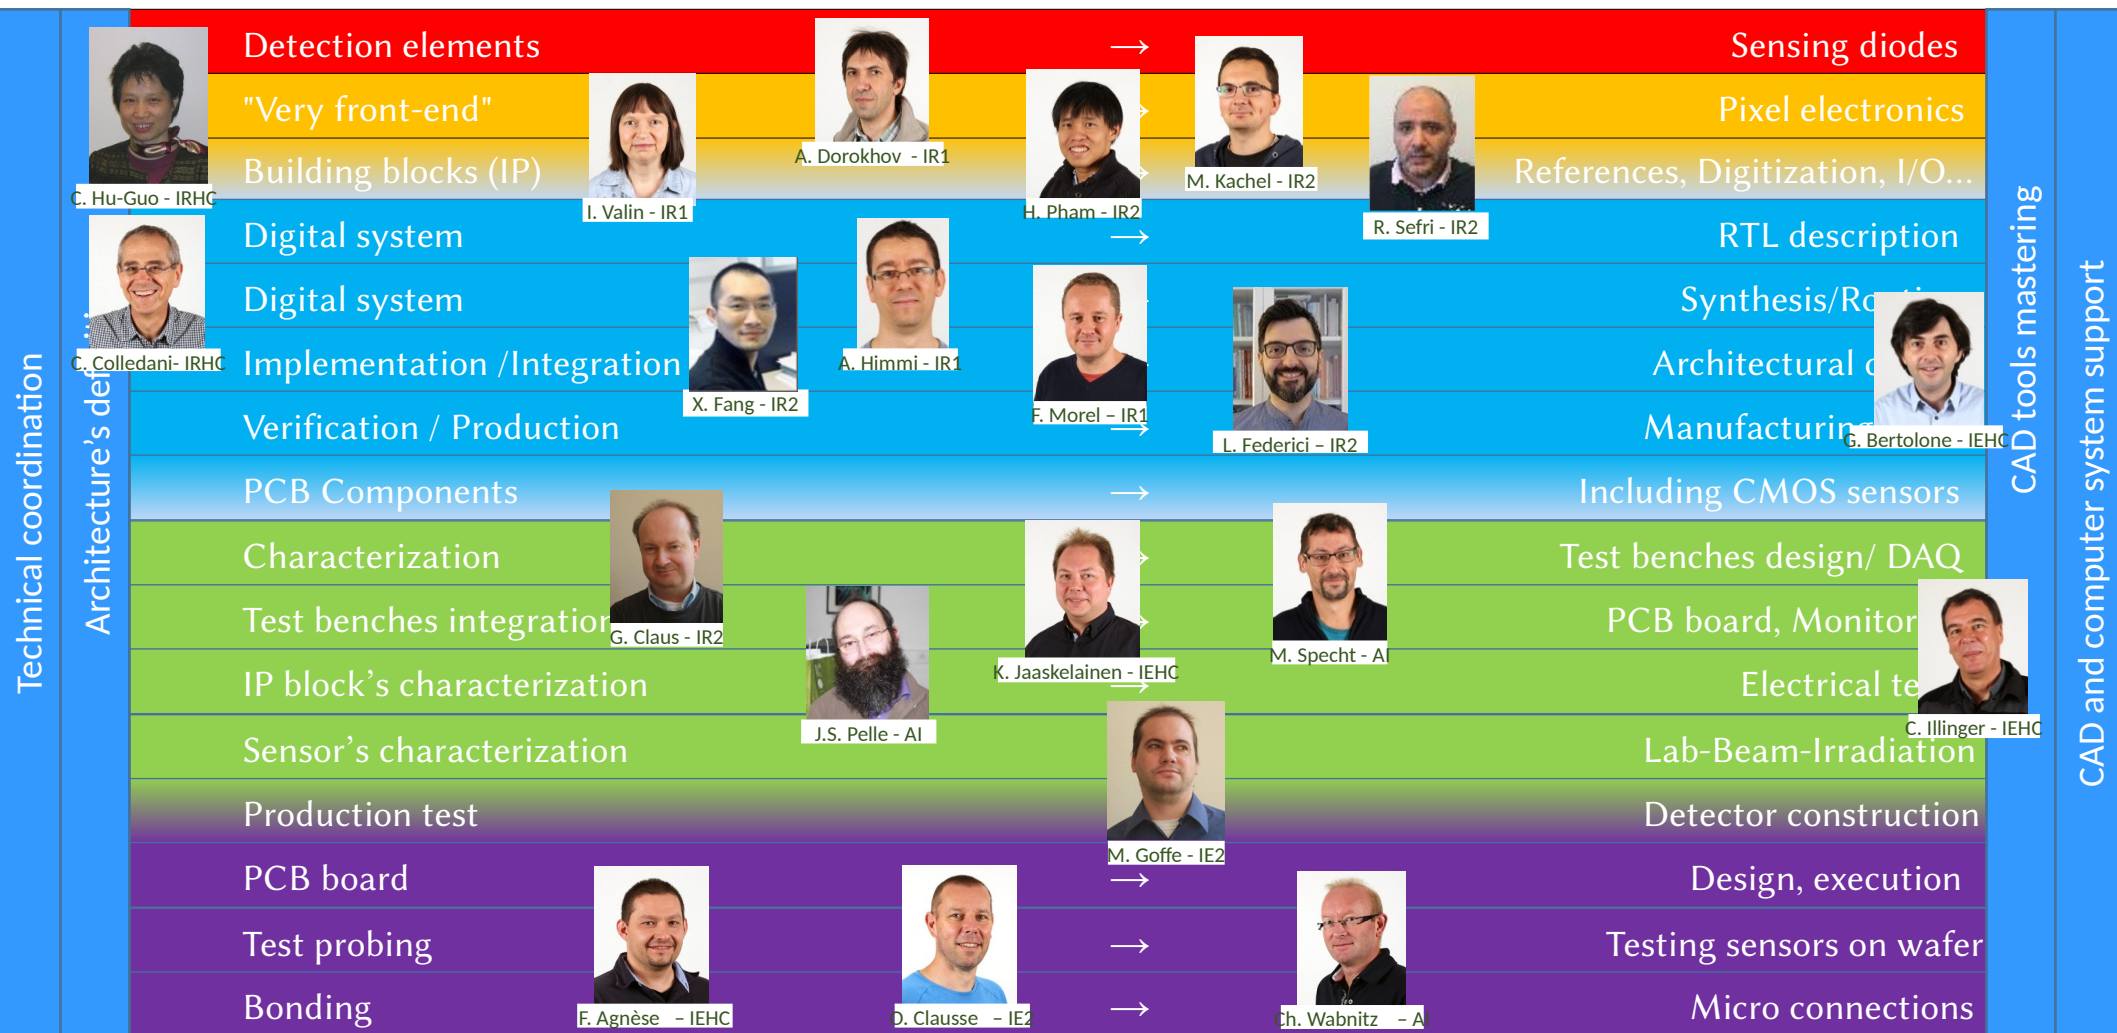 Technical coordination
Architecture's def
Detection elements → Sensing diodes
"Very front-end" Pixel electronics
Building blocks (IP) References, Digitization, I/O...
Digital system → RTL description
Digital system
Implementation /Integration Architectural
Verification / Production → Manufacturing
PCB Components → Including CMOS sensors
Characterization Test benches design/ DAQ
Test benches integration PCB board, Monitor
IP block's characterization → Electrical
Sensor's characterization Lab-Beam-Irradiation
Production test Detector construction
PCB board → Design, execution
Test probing → Testing sensors on wafer
Bonding → Micro connections
CAD tools mastering
CAD and computer system support
C. Hu-Guo - IRHC
C. Colledani- IRHC
I. Valin - IR1
A. Dorokhov - IR1
H. Pham - IR2
M. Kachel - IR2
R. Sefri - IR2
X. Fang - IR2
A. Himmi - IR1
F. Morel – IR1
L. Federici – IR2
G. Bertolone - IEHC
G. Claus - IR2
J.S. Pelle - AI
K. Jaaskelainen - IEHC
M. Specht - AI
C. Illinger - IEHC
M. Goffe - IE2
F. Agnèse – IEHC
O. Clausse – IE2
Ch. Wabnitz – AI